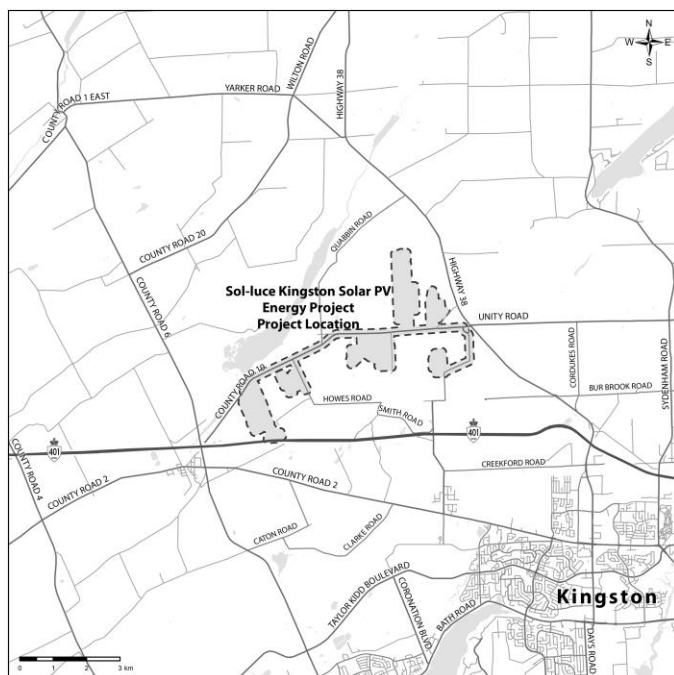 N
W E
S
WILTON ROAD
HIGHWAY 38
YARKER ROAD
COUNTY ROAD 1 EAST
QUABBIN ROAD
COUNTY ROAD 20
COUNTY ROAD 6
HIGHWAY 38
Sol-luce Kingston Solar PV
Energy Project
Project Location
UNITY ROAD
CORDUKES ROAD
SYDENHAM ROAD
COUNTY ROAD 19
BUR BROOK ROAD
HOWES ROAD
SMITH ROAD
401
401
COUNTY ROAD 4
COUNTY ROAD 2
COUNTY ROAD 2
CREEKFORD ROAD
CATON ROAD
CLARKE ROAD
TAYLOR KIDD BOULEVARD
CORONATION BLVD.
BATH ROAD
Kingston
DAYS ROAD
0 1 2 3 km